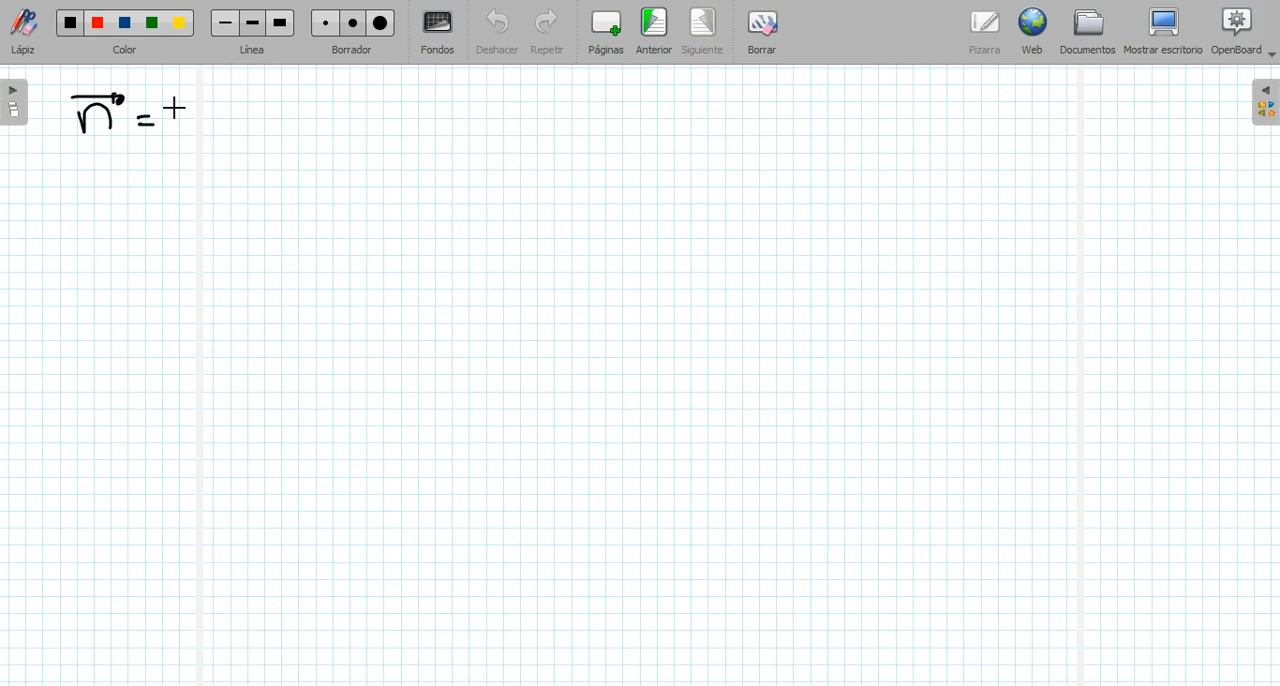 Lápiz Color Línea Borrador Fondos Deshacer Repetir Páginas Anterior Siguiente Borrar Pizarra Web Documentos Mostrar escritorio OpenBoard
n⃗ =